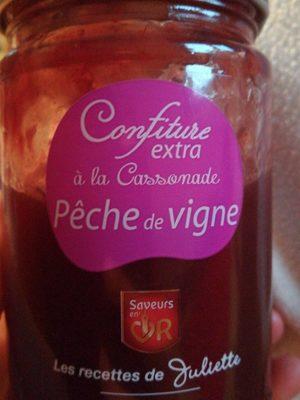 Confiture
extra
à la Cassonade
Pêche de vigne
Saveurs
en
OR
Les recettes de Juliette